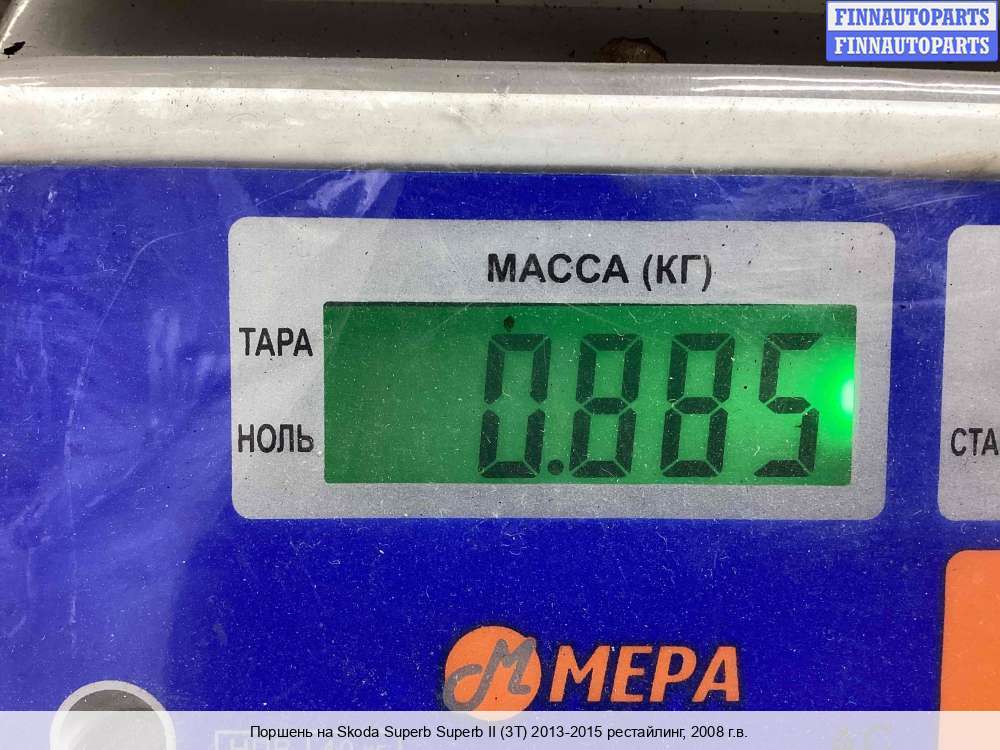 FINNAUTOPARTS
FINNAUTOPARTS
МАССА (КГ)
ТАРА
0.885
НОЛЬ
СТА
МЕРА
Поршень на Skoda Superb Superb II (3T) 2013-2015 рестайлинг, 2008 г.в.